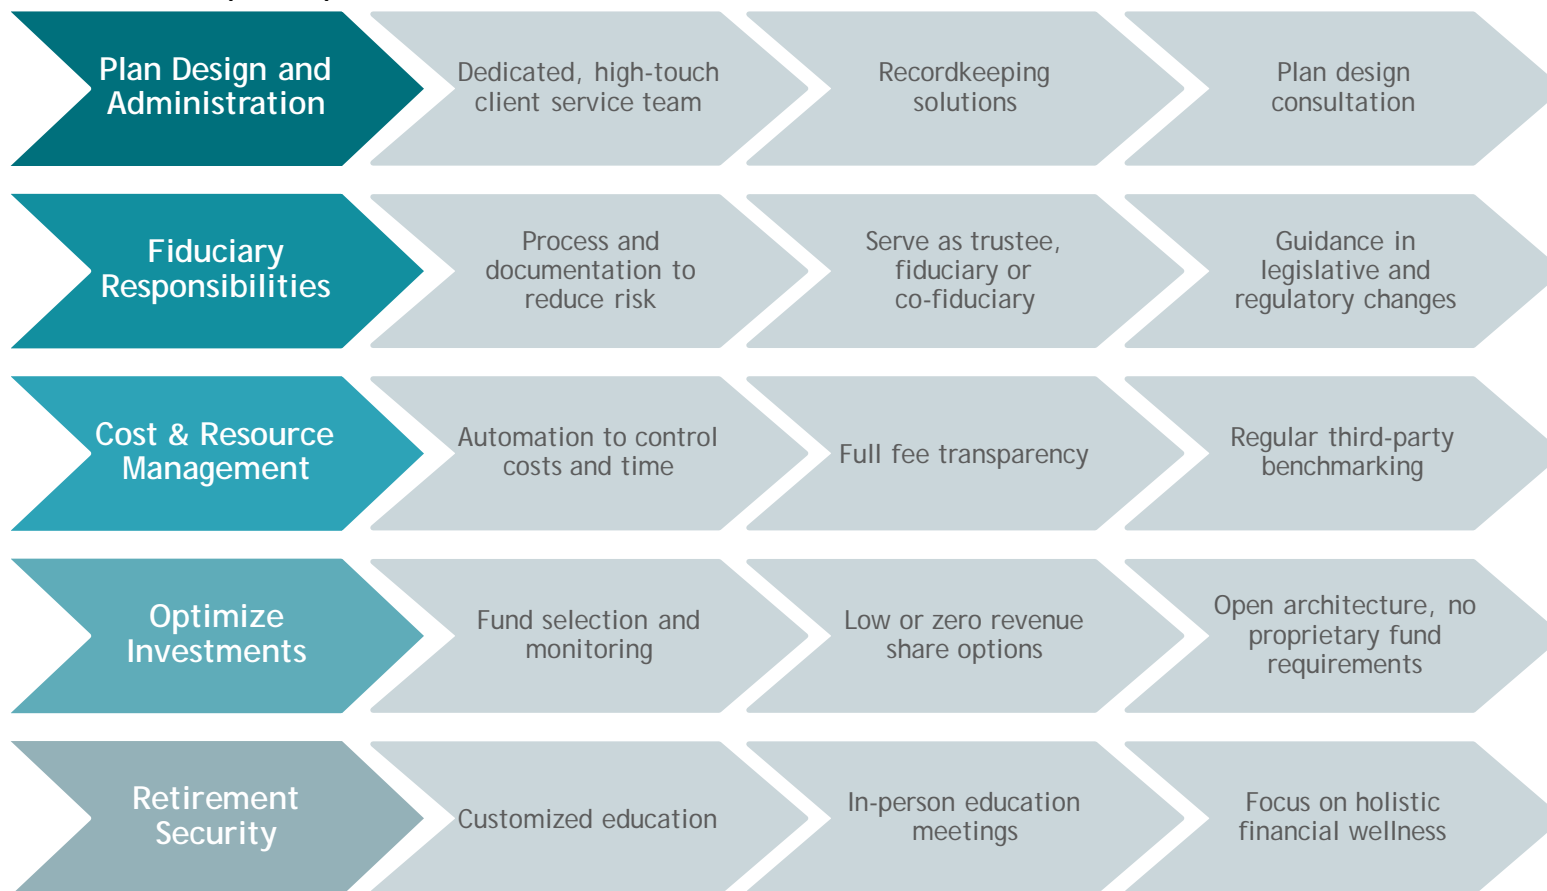 Plan Design and
Administration
Dedicated, high-touch
client service team
Recordkeeping
solutions
Plan design
consultation
Fiduciary
Responsibilities
Process and
documentation to
reduce risk
Serve as trustee,
fiduciary or
co-fiduciary
Guidance in
legislative and
regulatory changes
Cost & Resource
Management
Automation to control
costs and time
Full fee transparency
Regular third-party
benchmarking
Optimize
Investments
Fund selection and
monitoring
Low or zero revenue
share options
Open architecture, no
proprietary fund
requirements
Retirement
Security
Customized education
In-person education
meetings
Focus on holistic
financial wellness